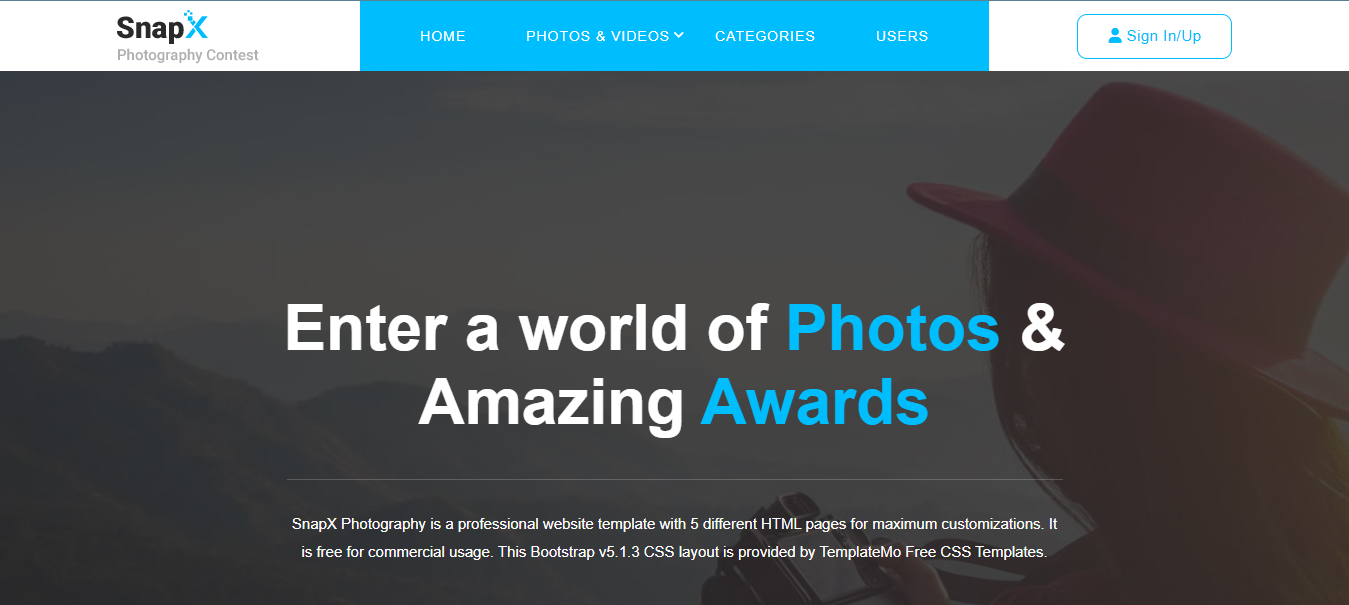 SnapX
Photography Contest
HOME
PHOTOS & VIDEOS
CATEGORIES
USERS
Sign In/Up
Enter a world of Photos &
Amazing Awards
SnapX Photography is a professional website template with 5 different HTML pages for maximum customizations. It
is free for commercial usage. This Bootstrap v5.1.3 CSS layout is provided by TemplateMo Free CSS Templates.